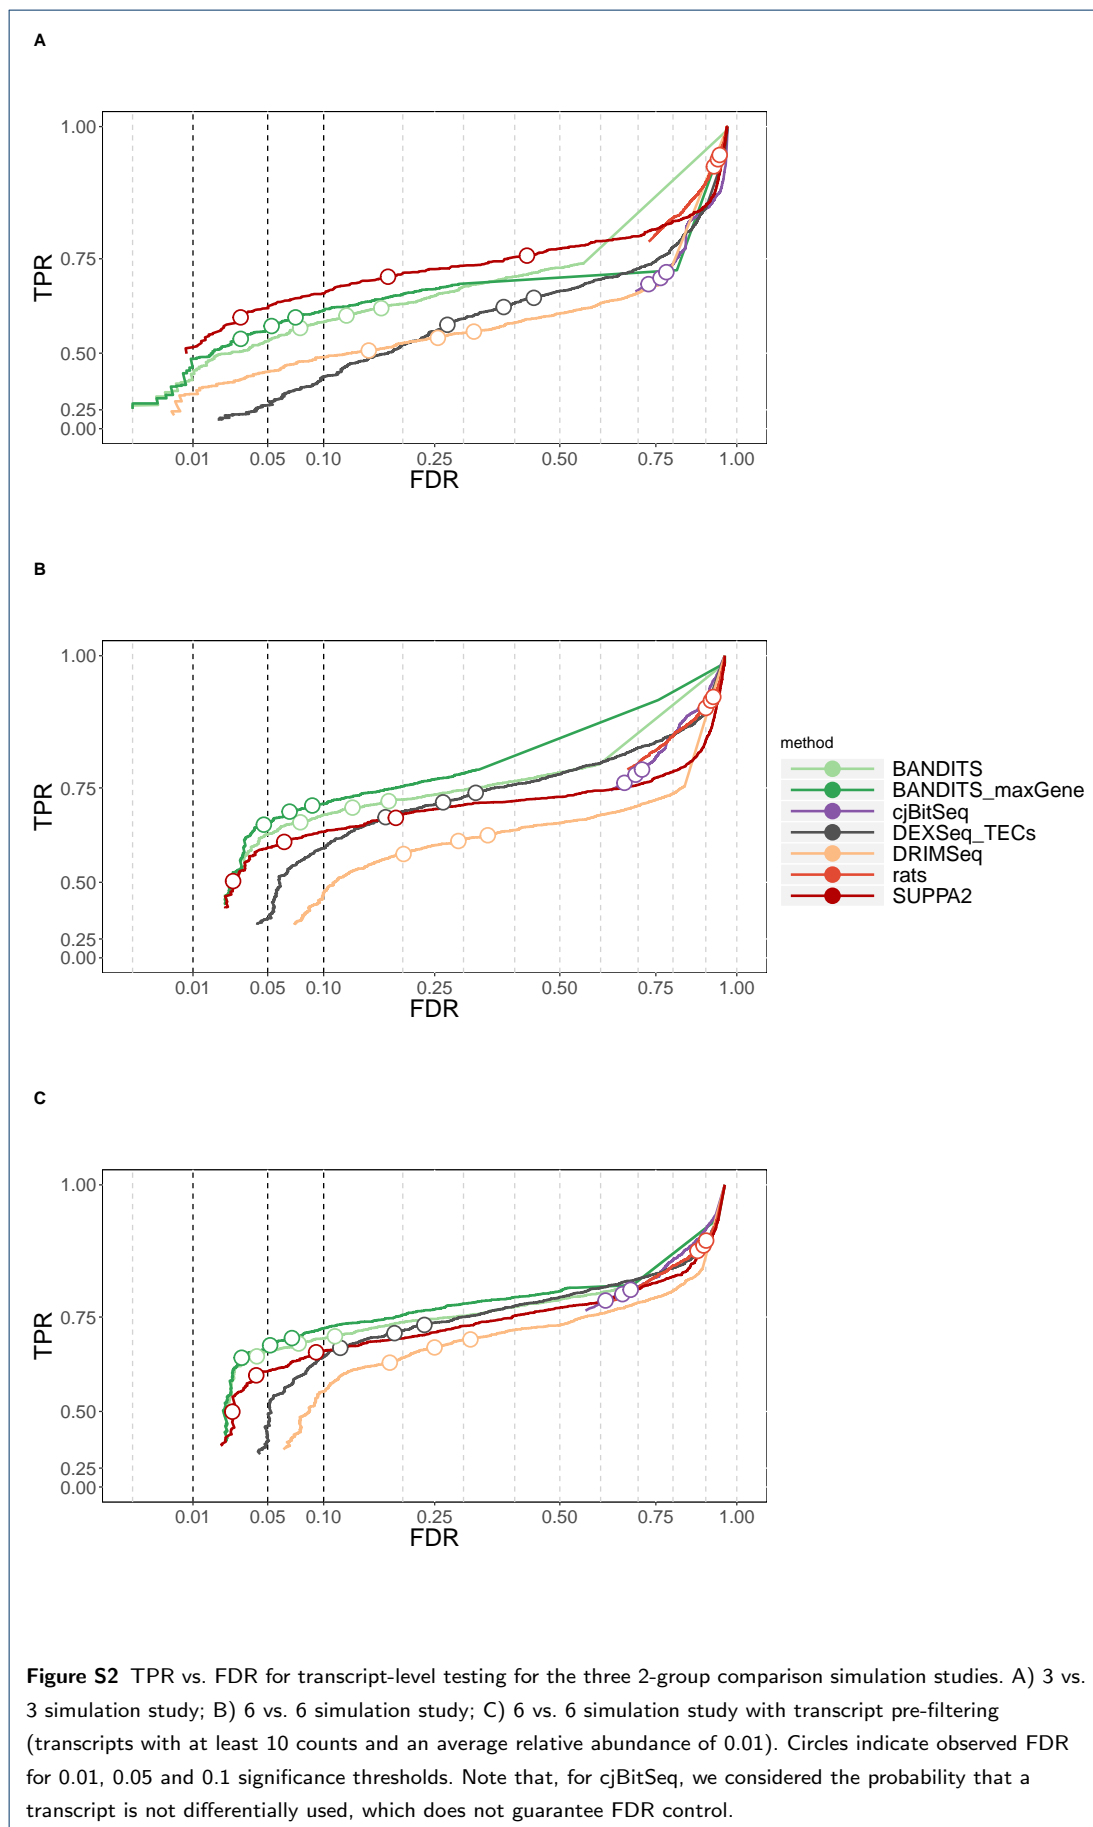 A
TPR
1.00
0.75
0.50
0.25
0.00
0.01 0.05 0.10 0.25 0.50 0.75 1.00
FDR
B
TPR
1.00
0.75
0.50
0.25
0.00
0.01 0.05 0.10 0.25 0.50 0.75 1.00
FDR
method
BANDITS
BANDITS_maxGene
cjBitSeq
DEXSeq_TECs
DRIMSeq
rats
SUPPA2
C
TPR
1.00
0.75
0.50
0.25
0.00
0.01 0.05 0.10 0.25 0.50 0.75 1.00
FDR
Figure S2 TPR vs. FDR for transcript-level testing for the three 2-group comparison simulation studies. A) 3 vs.
3 simulation study; B) 6 vs. 6 simulation study; C) 6 vs. 6 simulation study with transcript pre-filtering
(transcripts with at least 10 counts and an average relative abundance of 0.01). Circles indicate observed FDR
for 0.01, 0.05 and 0.1 significance thresholds. Note that, for cjBitSeq, we considered the probability that a
transcript is not differentially used, which does not guarantee FDR control.